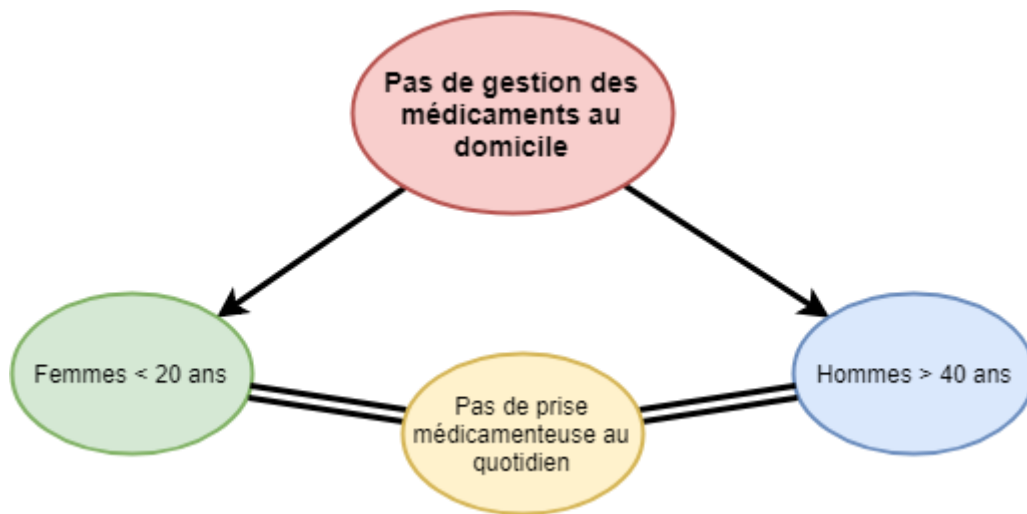 Pas de gestion des
médicaments au
domicile
Femmes < 20 ans
Hommes > 40 ans
Pas de prise
médicamenteuse au
quotidien